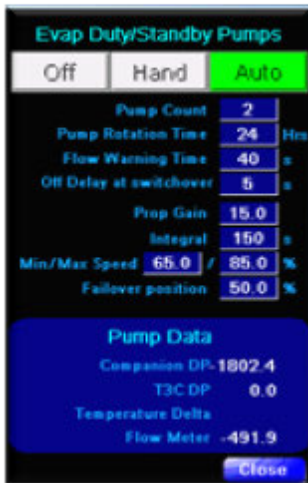 Evap Duty/Standby Pumps
Off Hand Auto
Pump Count 2
Pump Rotation Time 24 Hrs
Flow Warning Time 40 s
Off Delay at switchover 5 s
Prop Gain 15.0
Integral 150 s
Min/Max Speed 65.0 / 85.0 %
Failover position 50.0 %
Pump Data
Companion DP -1802.4
T3C DP 0.0
Temperature Delta
Flow Meter -491.9
Close